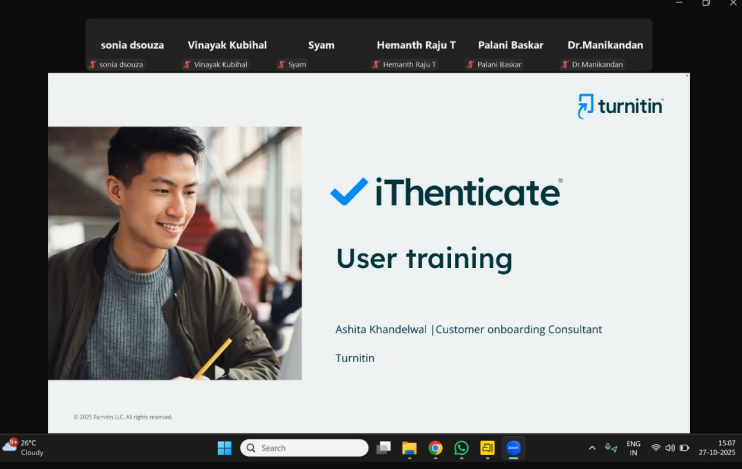 sonia dsouza
Vinayak Kubihal
Syam
Hemanth Raju T
Palani Baskar
Dr.Manikandan
sonia dsouza
Vinayak Kubihal
Syam
Hemanth Raju T
Palani Baskar
Dr.Manikandan
turnitin
iThenticate®
User training
Ashita Khandelwal |Customer onboarding Consultant
Turnitin
© 2025 Turnitin LLC. All rights reserved.
9+
26°C
Cloudy
Search
ENG
IN
15:07
27-10-2025